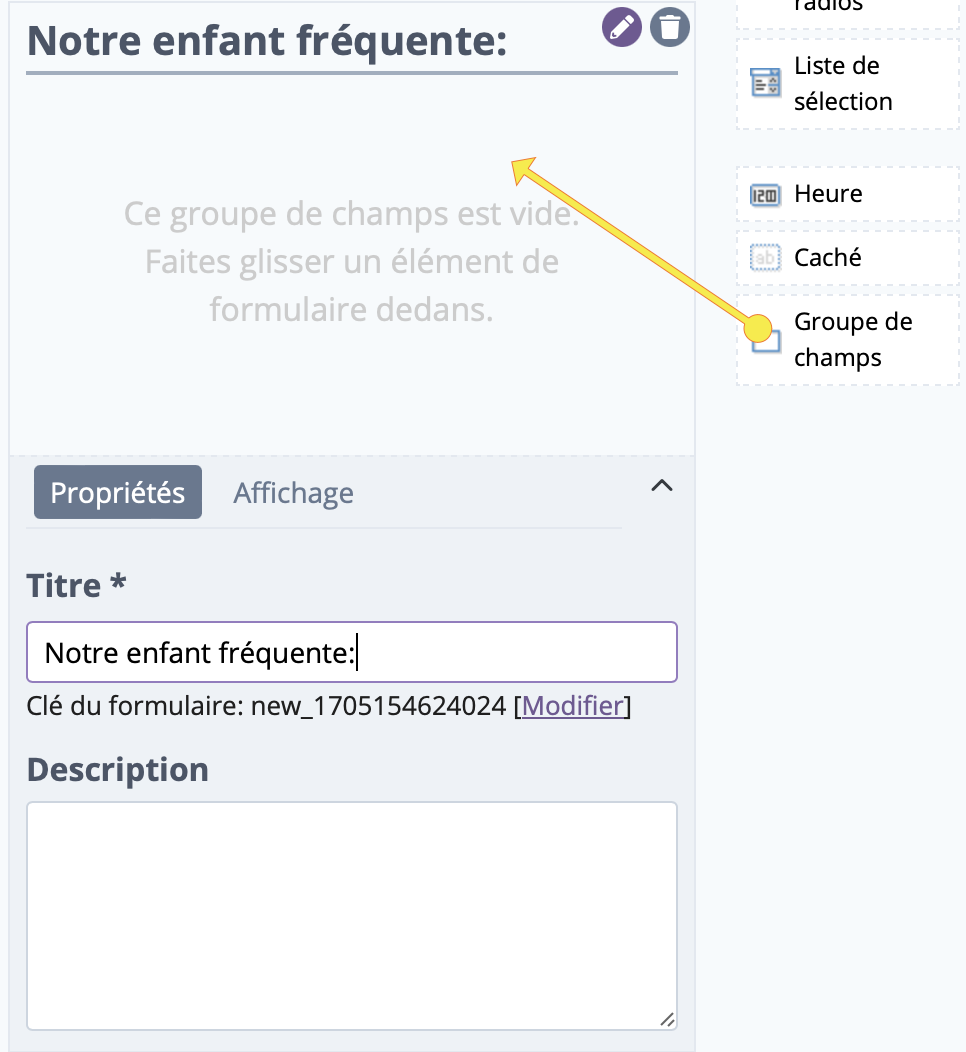 Notre enfant fréquente:
Ce groupe de champs est vide.
Faites glisser un élément de
formulaire dedans.
Propriétés
Affichage
Titre *
Notre enfant fréquente:
Clé du formulaire: new_1705154624024 [Modifier]
Description
radios
Liste de
sélection
Heure
ab
Caché
Groupe de
champs